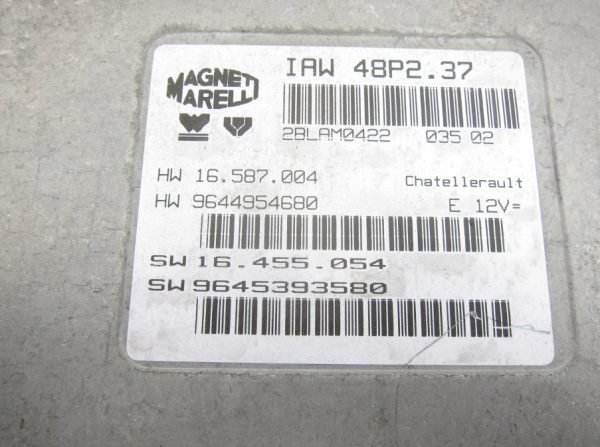 MAGNETI
MARELLI
IAW 48P2.37
2BLAM0422 035 02
HW 16.587.004
Chatellerault
HW 9644954680
E 12V=
SW 16.455.054
SW 9645393580